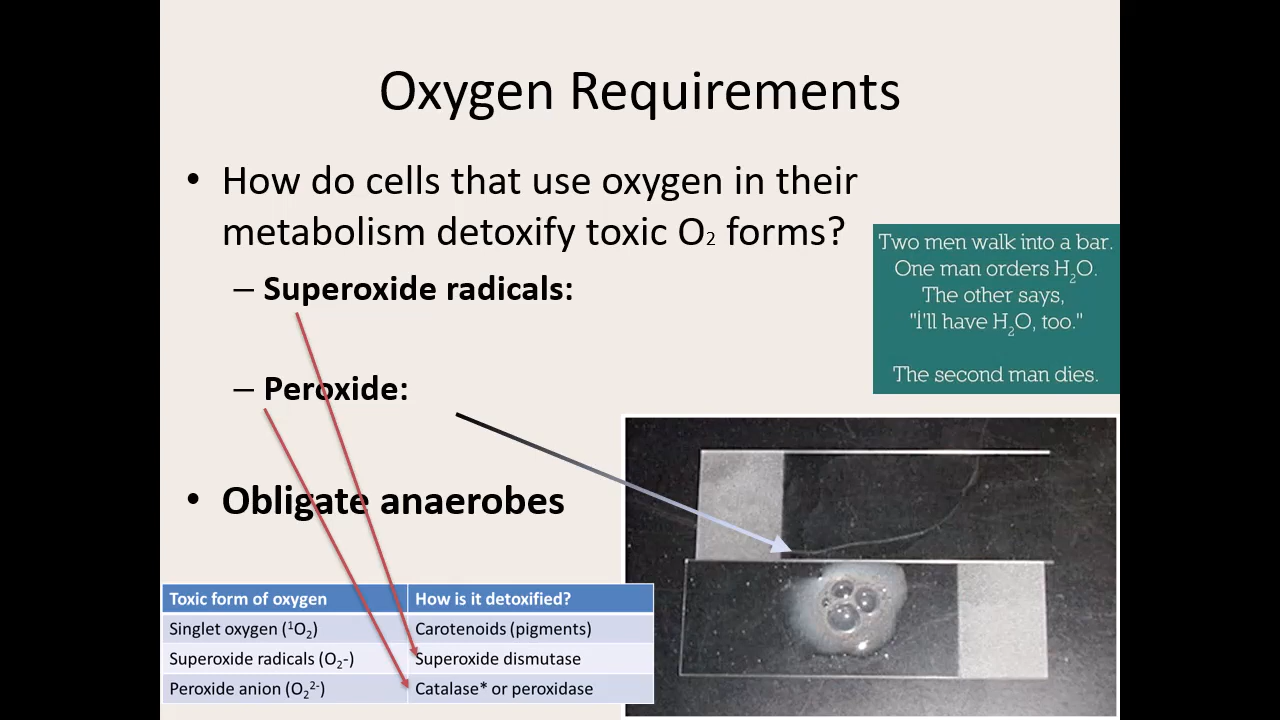 Oxygen Requirements
• How do cells that use oxygen in their
metabolism detoxify toxic O₂ forms?
– Superoxide radicals:
– Peroxide:
• Obligate anaerobes
Two men walk into a bar.
One man orders H₂O.
The other says,
"I'll have H₂O, too."
The second man dies.
Toxic form of oxygen How is it detoxified?
Singlet oxygen (¹O₂) Carotenoids (pigments)
Superoxide radicals (O₂-) Superoxide dismutase
Peroxide anion (O₂²⁻) Catalase* or peroxidase